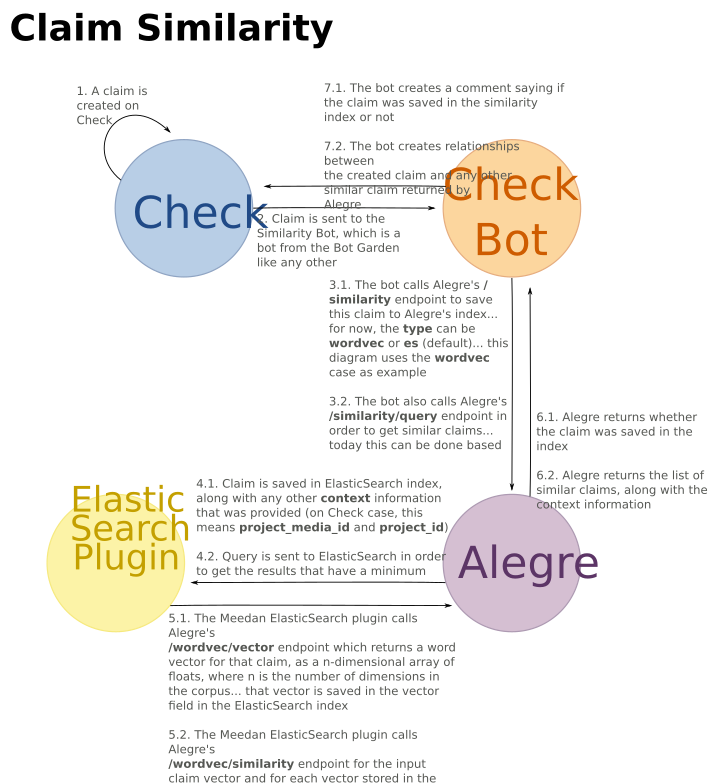 Claim Similarity
1. A claim is
created on
Check
7.1. The bot creates a comment saying if
the claim was saved in the similarity
index or not
7.2. The bot creates relationships
between
the created claim and any other
similar claim returned by
Alegre
Check
Check
Bot
2. Claim is sent to the
Similarity Bot, which is a
bot from the Bot Garden
like any other
3.1. The bot calls Alegre's /
similarity endpoint to save
this claim to Alegre's index...
for now, the type can be
wordvec or es (default)... this
diagram uses the wordvec
case as example
3.2. The bot also calls Alegre's
/similarity/query endpoint in
order to get similar claims...
today this can be done based
6.1. Alegre returns whether
the claim was saved in the
index
6.2. Alegre returns the list of
similar claims, along with the
context information
Elastic
Search
Plugin
4.1. Claim is saved in ElasticSearch index,
along with any other context information
that was provided (on Check case, this
means project_media_id and project_id)
4.2. Query is sent to ElasticSearch in order
to get the results that have a minimum
Alegre
5.1. The Meedan ElasticSearch plugin calls
Alegre's
/wordvec/vector endpoint which returns a word
vector for that claim, as a n-dimensional array of
floats, where n is the number of dimensions in
the corpus... that vector is saved in the vector
field in the ElasticSearch index
5.2. The Meedan ElasticSearch plugin calls
Alegre's
/wordvec/similarity endpoint for the input
claim vector and for each vector stored in the